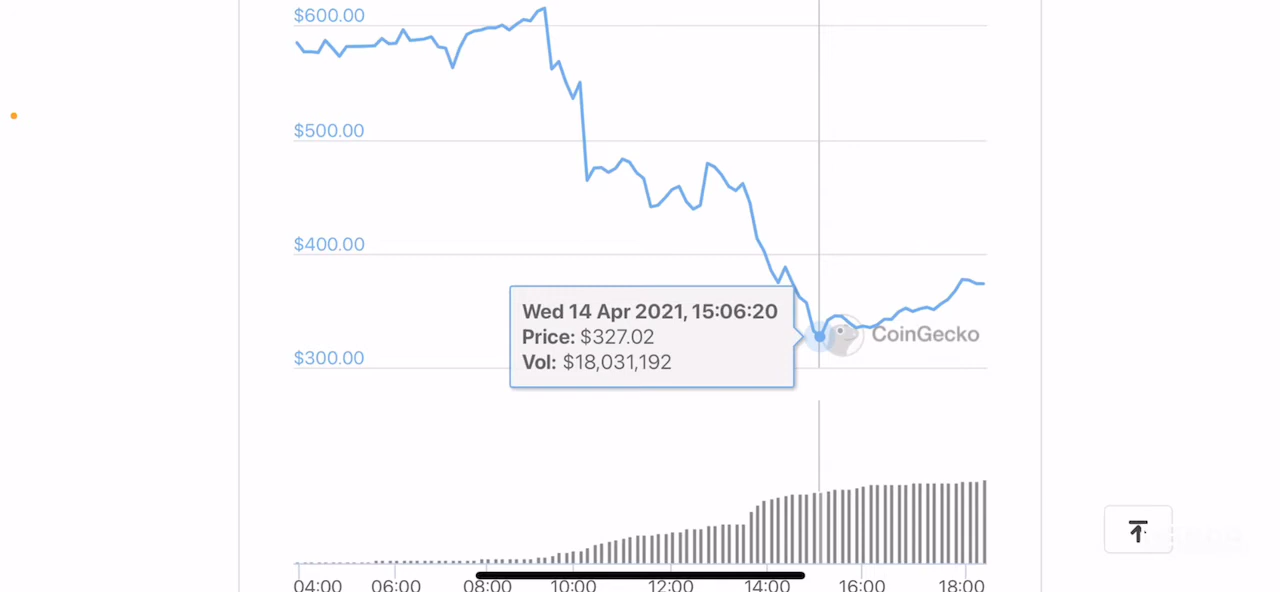 $600.00
$500.00
$400.00
$300.00
Wed 14 Apr 2021, 15:06:20
Price: $327.02
Vol: $18,031,192
CoinGecko
04:00 06:00 08:00 10:00 12:00 14:00 16:00 18:00